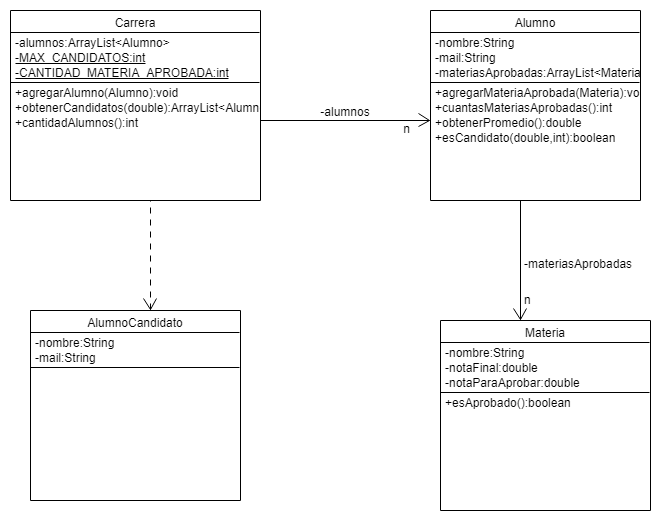 Carrera
-alumnos:ArrayList<Alumno>
-MAX_CANDIDATOS:int
-CANTIDAD_MATERIA_APROBADA:int
+agregarAlumno(Alumno):void
+obtenerCandidatos(double):ArrayList<Alumn
+cantidadAlumnos():int
-alumnos
n
Alumno
-nombre:String
-mail:String
-materiasAprobadas:ArrayList<Materia
+agregarMateriaAprobada(Materia):vo
+cuantasMateriasAprobadas():int
+obtenerPromedio():double
+esCandidato(double,int):boolean
-materiasAprobadas
n
AlumnoCandidato
-nombre:String
-mail:String
Materia
-nombre:String
-notaFinal:double
-notaParaAprobar:double
+esAprobado():boolean